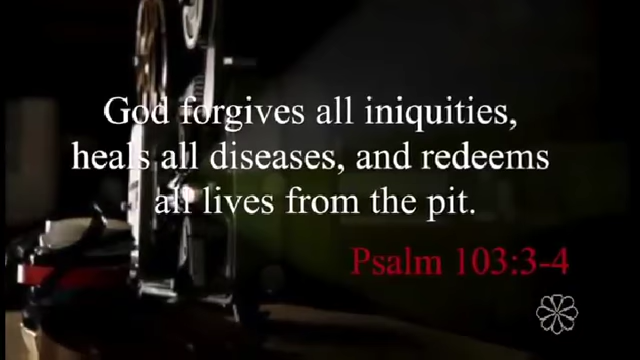 God forgives all iniquities,
heals all diseases, and redeems
all lives from the pit.
Psalm 103:3-4